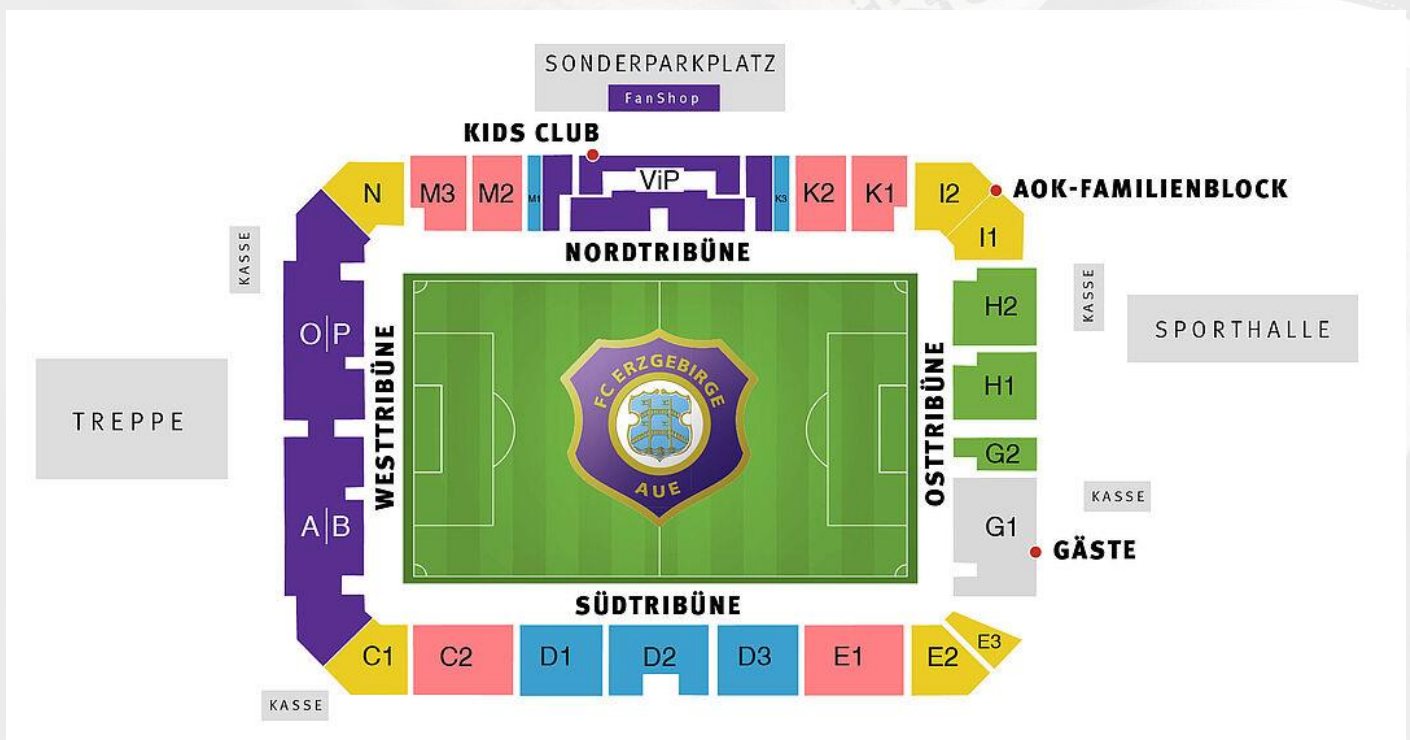 SONDERPARKPLATZ
FanShop
KIDS CLUB
N
M3
M2
M1
ViP
K3
K2
K1
I2
AOK-FAMILIENBLOCK
I1
NORDTRIBÜNE
KASSE
KASSE
H2
SPORTHALLE
O|P
WESTTRIBÜNE
FC ERZGEBIRGE
AUE
OSTTRIBÜNE
H1
TREPPE
G2
KASSE
A|B
G1
GÄSTE
SÜDTRIBÜNE
C1
C2
D1
D2
D3
E1
E2
E3
KASSE